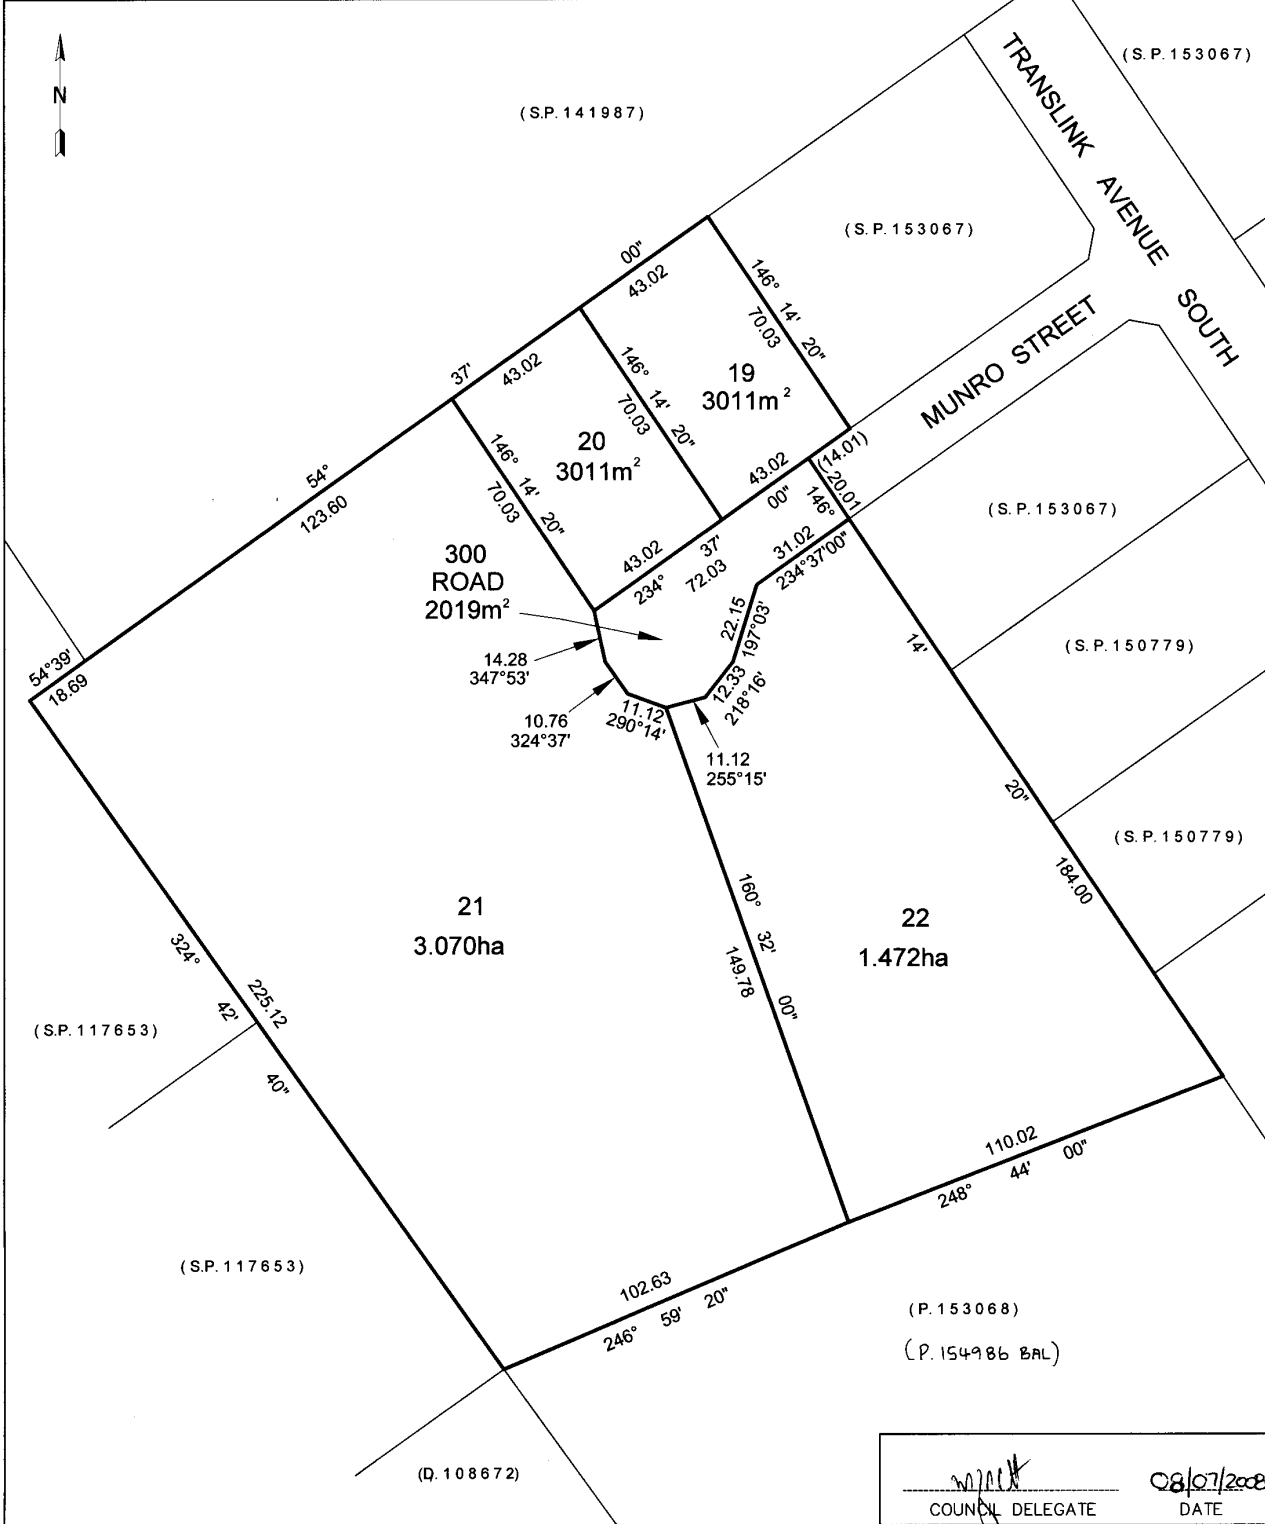 N
(S.P.141987)
(S.P.153067)
TRANSLINK AVENUE SOUTH
(S.P.153067)
MUNRO STREET
54° 37' 00"
43.02
43.02
123.60
146° 14' 20"
70.03
146° 14' 20"
70.03
146° 14' 20"
70.03
19
3011m²
20
3011m²
43.02
(14.01)
43.02
234° 37' 00"
72.03
20.01
31.02
234°37'00"
(S.P.153067)
300
ROAD
2019m²
22.15
197°03'
12.33
218°16'
14.28
347°53'
10.76
324°37'
11.12
290°14'
11.12
255°15'
54°39'
18.69
146° 14' 20"
184.00
(S.P.150779)
(S.P.150779)
21
3.070ha
22
1.472ha
160° 32' 00"
149.78
324° 42' 40"
225.12
(S.P.117653)
(S.P.117653)
110.02
248° 44' 00"
102.63
246° 59' 20"
(P.153068)
(P. 154986 BAL)
(D.108672)
08/07/2008
COUNCIL DELEGATE
DATE